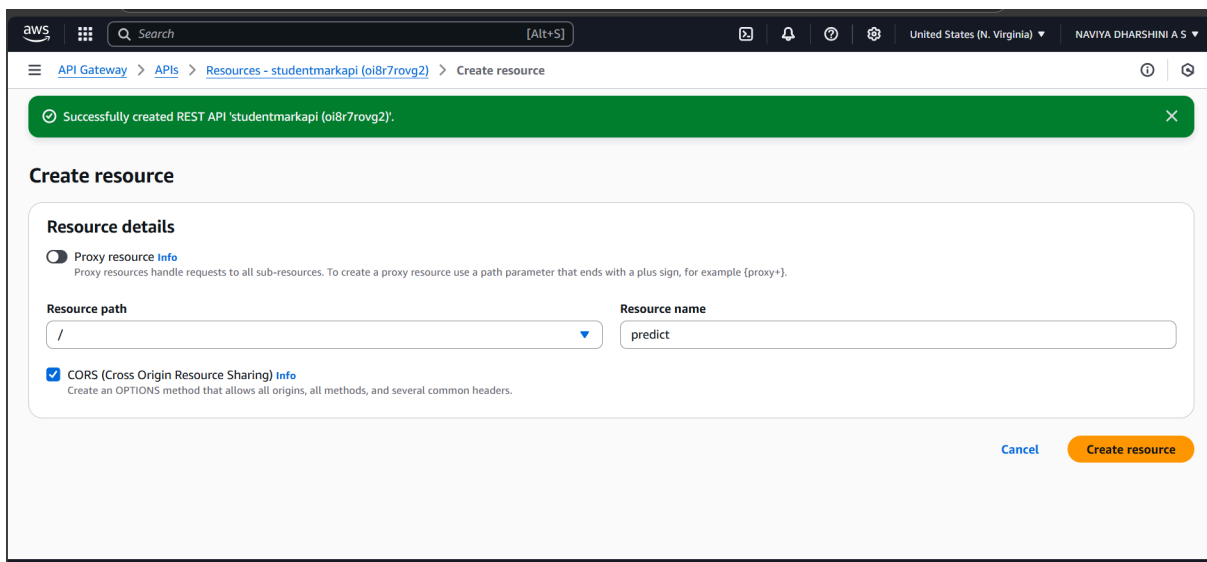 aws
Search
[Alt+S]
United States (N. Virginia) ▼
NAVIYA DHARSHINI A S ▼
API Gateway > APIs > Resources - studentmarkapi (oi8r7rovg2) > Create resource
Successfully created REST API 'studentmarkapi (oi8r7rovg2)'.
Create resource
Resource details
Proxy resource Info
Proxy resources handle requests to all sub-resources. To create a proxy resource use a path parameter that ends with a plus sign, for example {proxy+}.
Resource path
/
Resource name
predict
CORS (Cross Origin Resource Sharing) Info
Create an OPTIONS method that allows all origins, all methods, and several common headers.
Cancel
Create resource